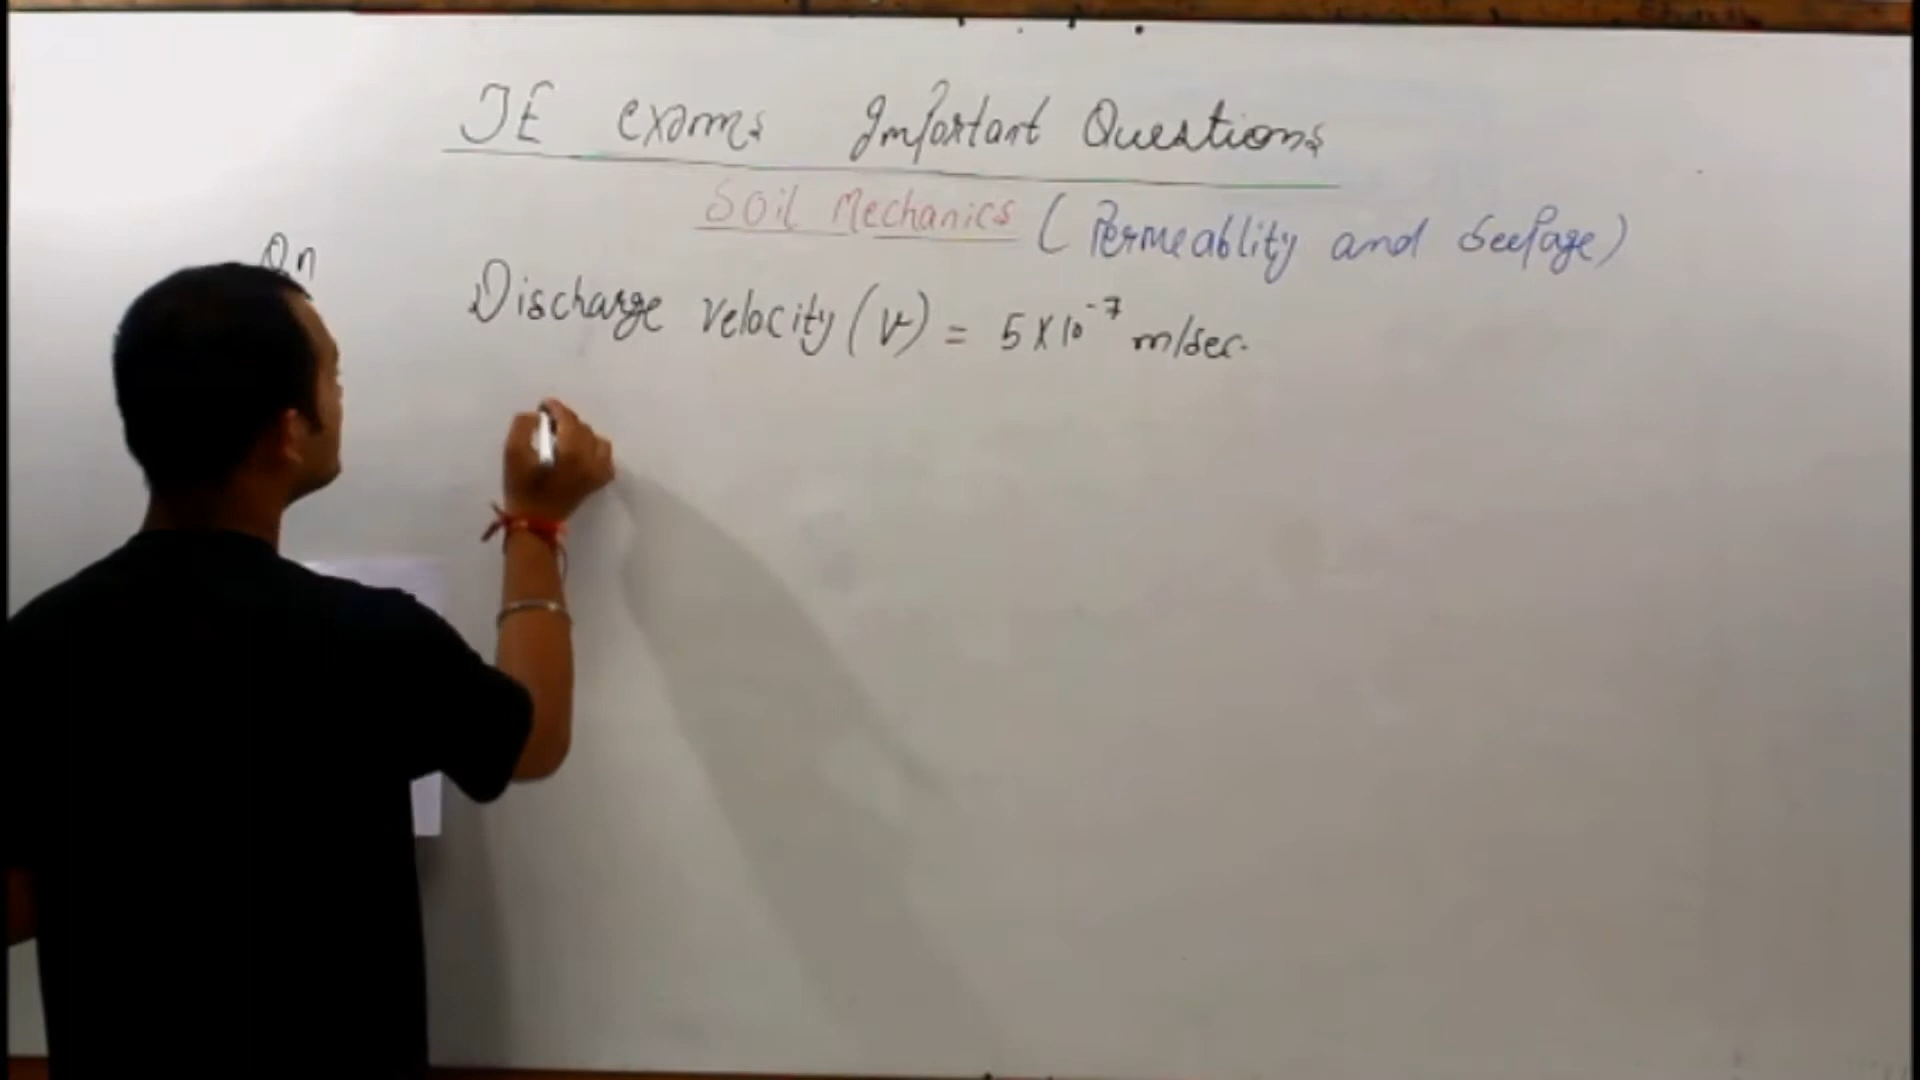 JE exams Important Questions
Soil Mechanics (Permeablity and Seepage)
Qn
Discharge velocity (v) = 5 X 10⁻⁷ m/sec.